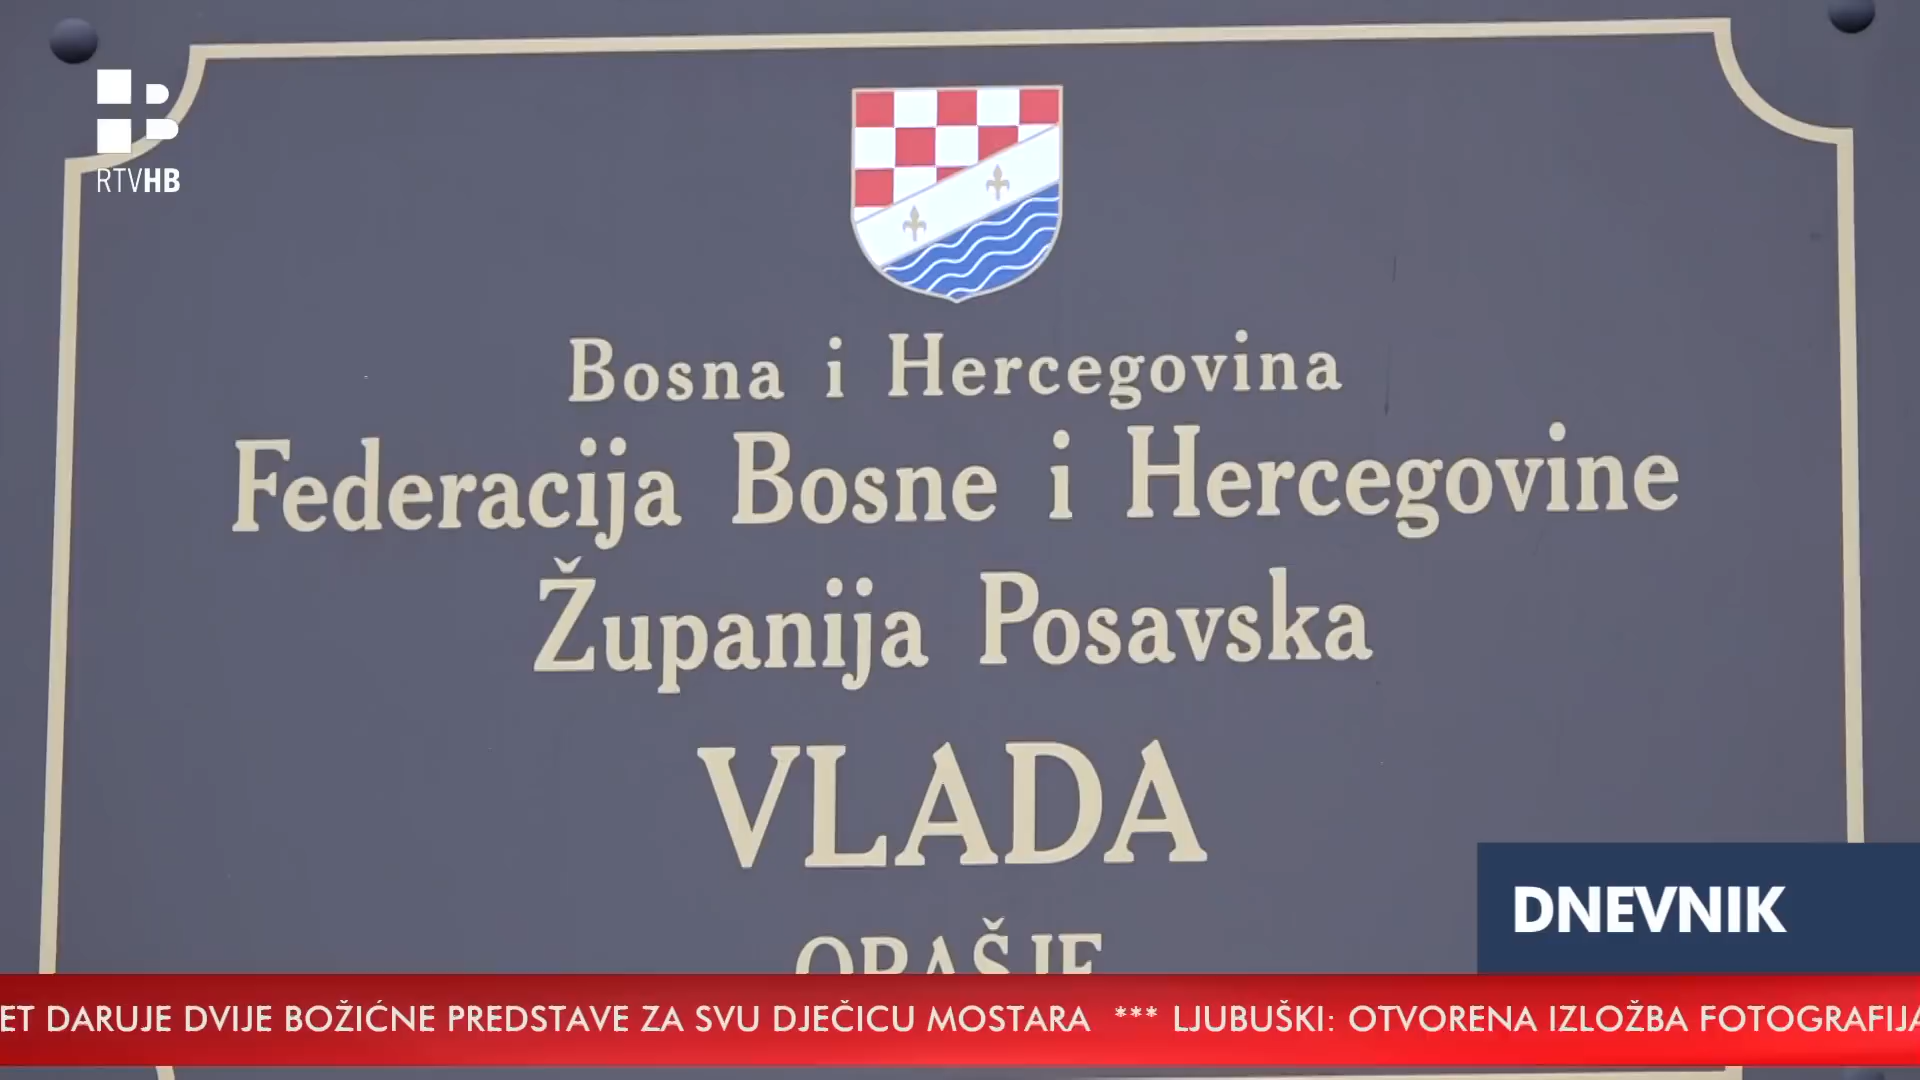 RTVHB
Bosna i Hercegovina
Federacija Bosne i Hercegovine
Županija Posavska
VLADA
ORAŠJE
DNEVNIK
ET DARUJE DVIJE BOŽIĆNE PREDSTAVE ZA SVU DJEČICU MOSTARA *** LJUBUŠKI: OTVORENA IZLOŽBA FOTOGRAFIJA